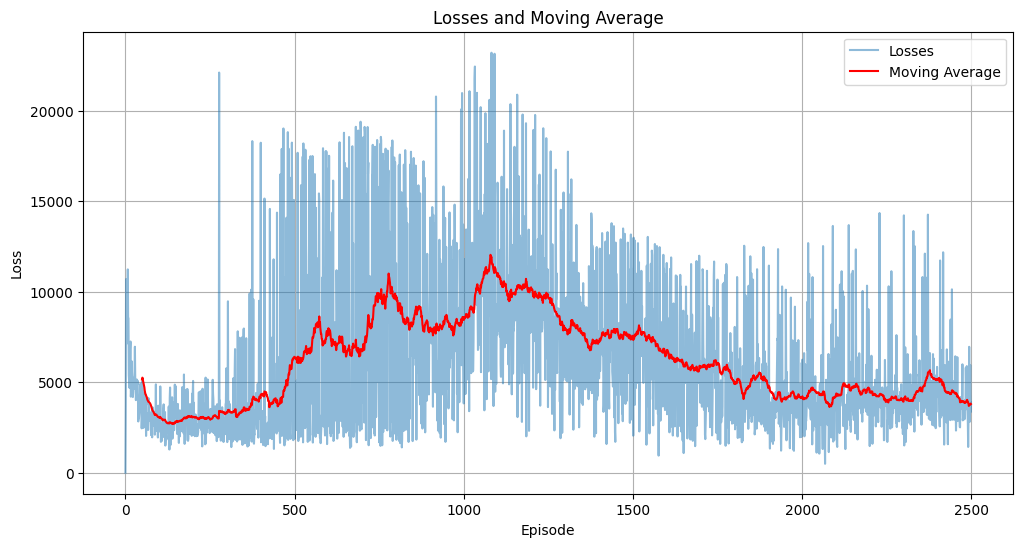 Losses and Moving Average
Losses
Moving Average
Loss
20000
15000
10000
5000
0
0 500 1000 1500 2000 2500
Episode